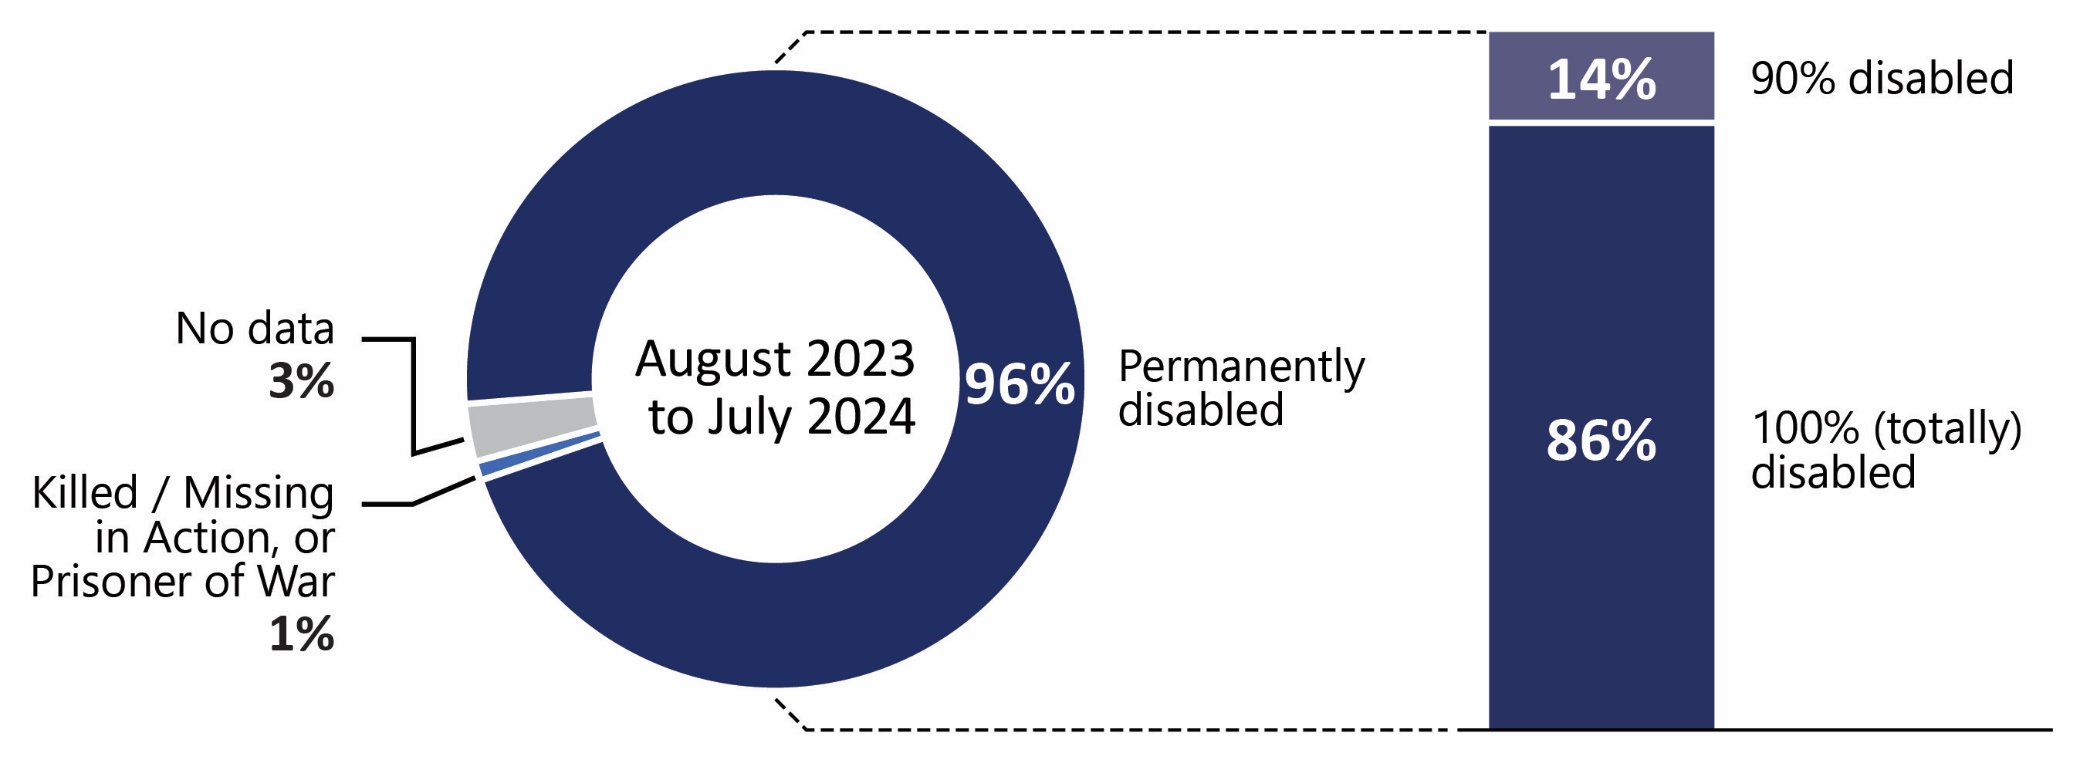 No data
3%
Killed / Missing
in Action, or
Prisoner of War
1%
August 2023
to July 2024
96%
Permanently
disabled
14%
90% disabled
86%
100% (totally)
disabled